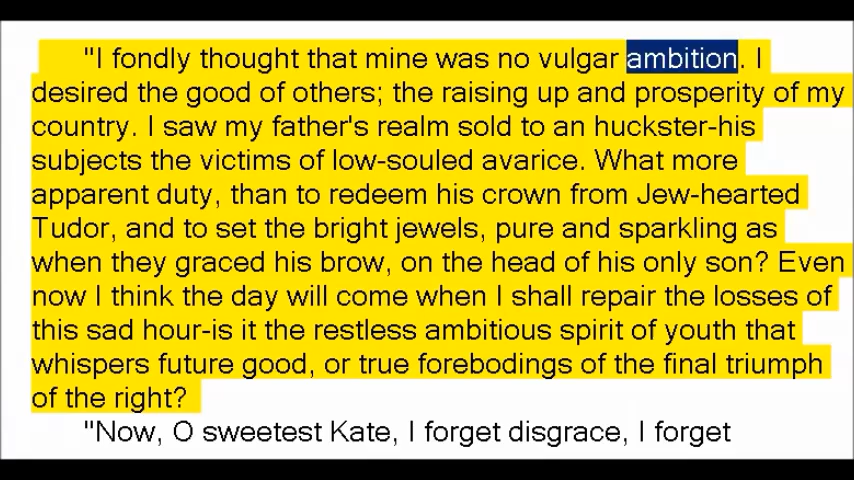 "I fondly thought that mine was no vulgar ambition. I
desired the good of others; the raising up and prosperity of my
country. I saw my father's realm sold to an huckster-his
subjects the victims of low-souled avarice. What more
apparent duty, than to redeem his crown from Jew-hearted
Tudor, and to set the bright jewels, pure and sparkling as
when they graced his brow, on the head of his only son? Even
now I think the day will come when I shall repair the losses of
this sad hour-is it the restless ambitious spirit of youth that
whispers future good, or true forebodings of the final triumph
of the right?
"Now, O sweetest Kate, I forget disgrace, I forget